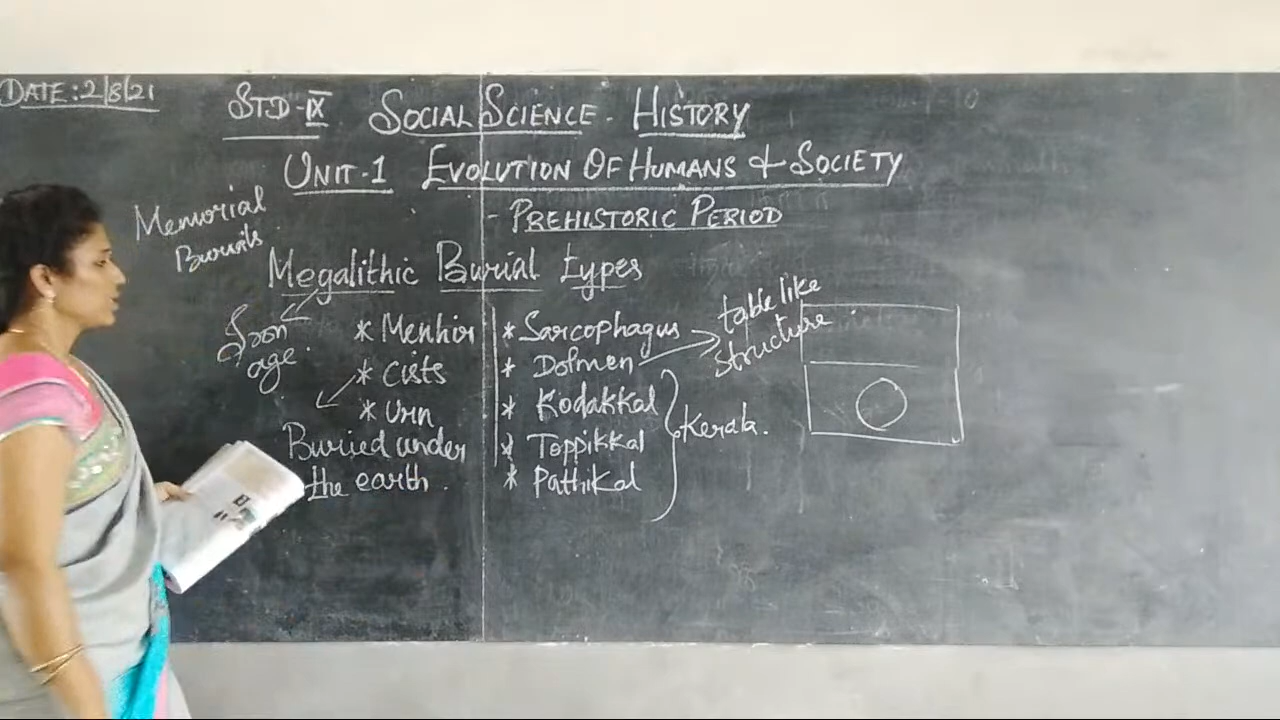 DATE: 2/8/21
STD-IX SOCIAL SCIENCE - HISTORY
UNIT-1 EVOLUTION OF HUMANS & SOCIETY
- PREHISTORIC PERIOD
Memorial
Burials
Megalithic Burial types
Iron
age
* Menhir
* Cists
* Urn
Buried under
the earth.
* Sarcophagus
* Dolmen
* Kodakkal
* Toppikkal
* Pathikal
table like
structure
Kerala.